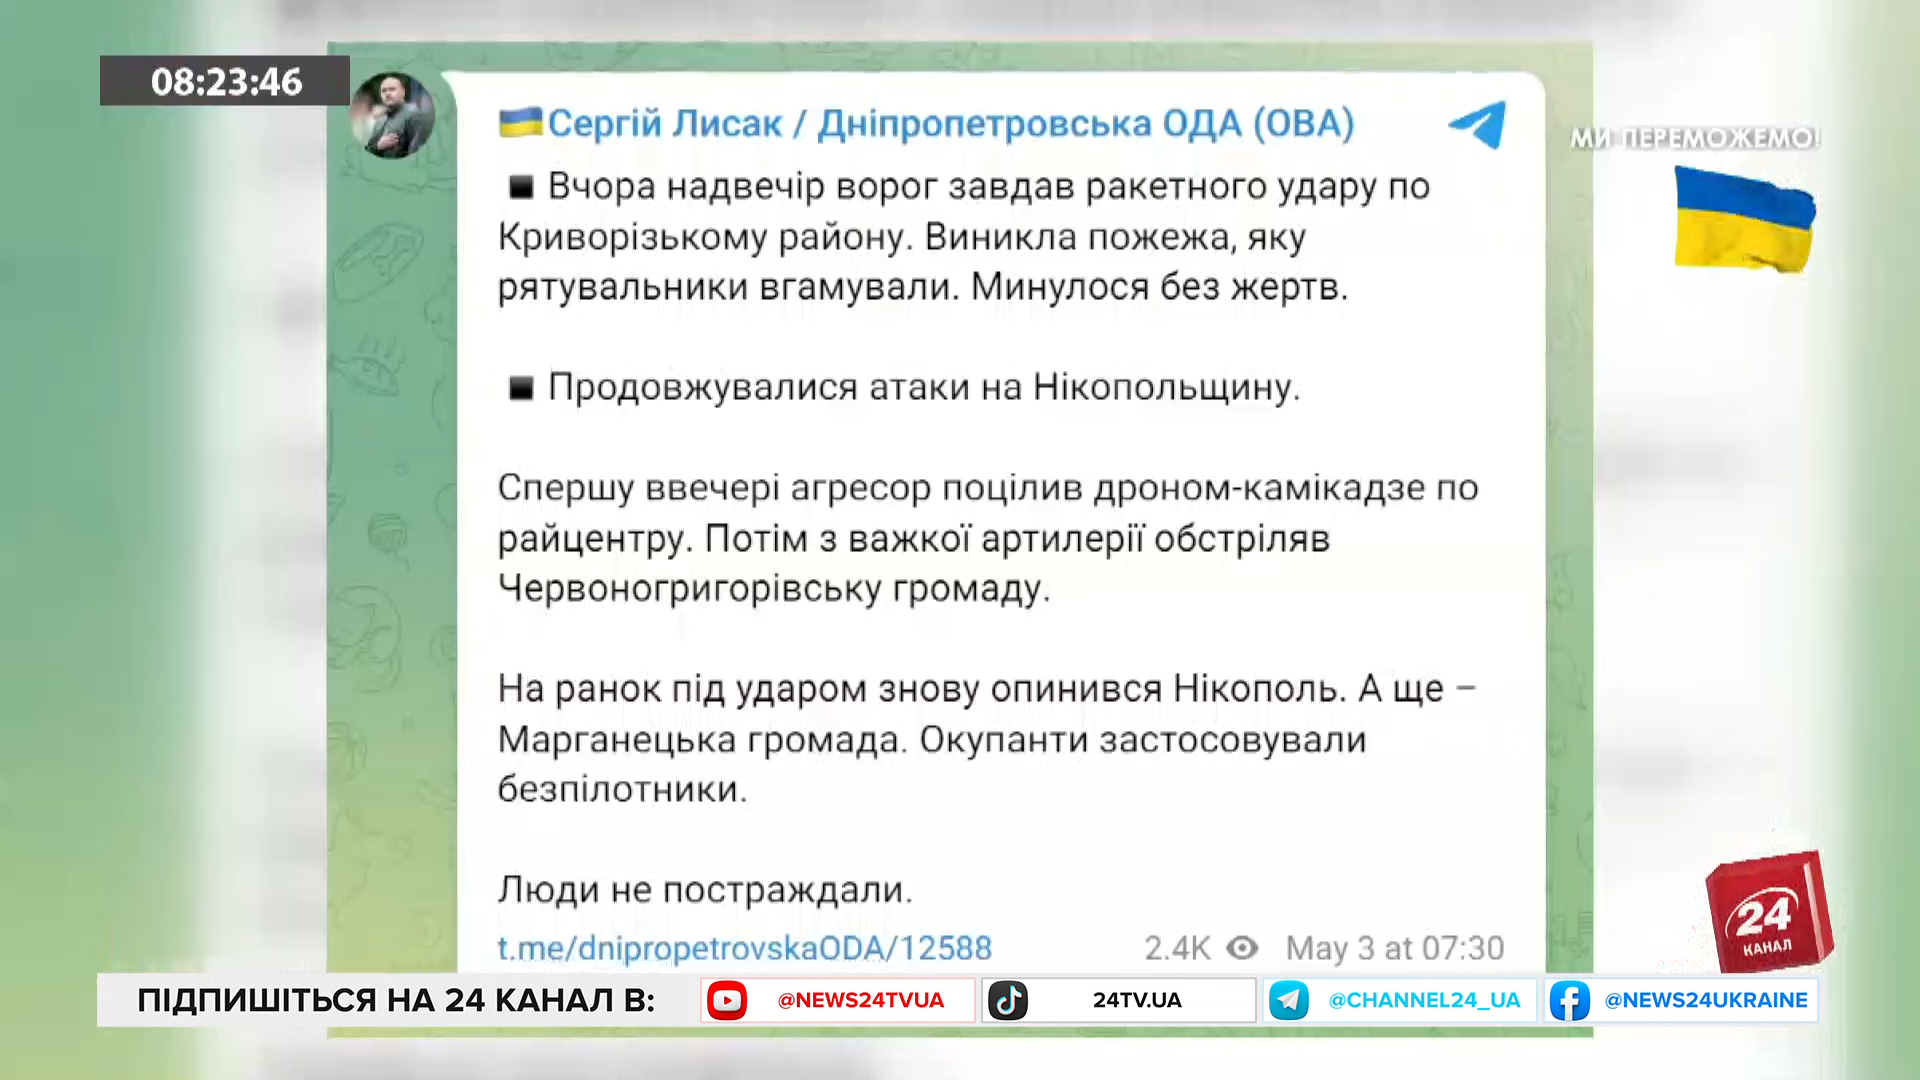 08:23:46
Сергій Лисак / Дніпропетровська ОДА (ОВА)
МИ ПЕРЕМОЖЕМО!
Вчора надвечір ворог завдав ракетного удару по
Криворізькому району. Виникла пожежа, яку
рятувальники вгамували. Минулося без жертв.
Продовжувалися атаки на Нікопольщину.
Спершу ввечері агресор поцілив дроном-камікадзе по
райцентру. Потім з важкої артилерії обстріляв
Червоногригорівську громаду.
На ранок під ударом знову опинився Нікополь. А ще –
Марганецька громада. Окупанти застосовували
безпілотники.
Люди не постраждали.
t.me/dnipropetrovskaODA/12588 2.4K May 3 at 07:30
24
КАНАЛ
ПІДПИШІТЬСЯ НА 24 КАНАЛ В: @NEWS24TVUA 24TV.UA @CHANNEL24_UA @NEWS24UKRAINE